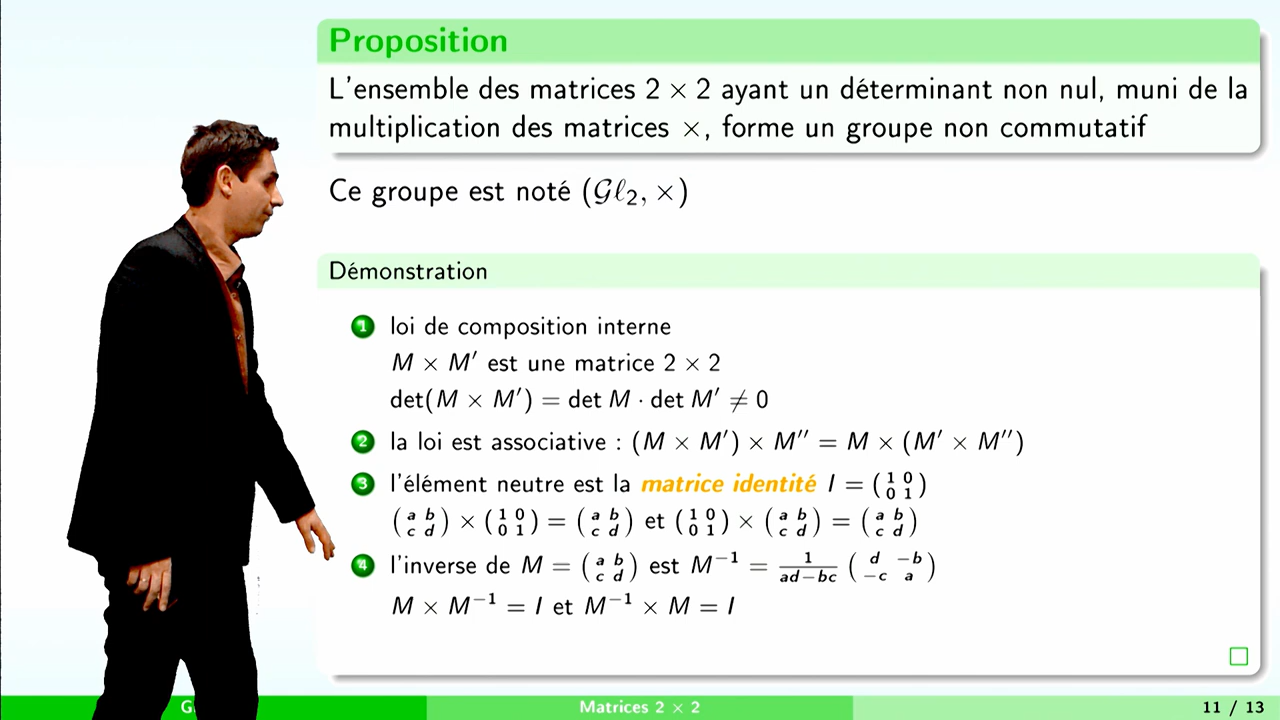 Proposition
L'ensemble des matrices 2 × 2 ayant un déterminant non nul, muni de la
multiplication des matrices ×, forme un groupe non commutatif
Ce groupe est noté (𝒢ℓ₂, ×)
Démonstration
1 loi de composition interne
M × M′ est une matrice 2 × 2
det(M × M′) = det M · det M′ ≠ 0
2 la loi est associative : (M × M′) × M″ = M × (M′ × M″)
3 l'élément neutre est la matrice identité I = (1 0 / 0 1)
(a b / c d) × (1 0 / 0 1) = (a b / c d) et (1 0 / 0 1) × (a b / c d) = (a b / c d)
4 l'inverse de M = (a b / c d) est M⁻¹ = 1/(ad−bc) (d −b / −c a)
M × M⁻¹ = I et M⁻¹ × M = I
Matrices 2 × 2
11 / 13